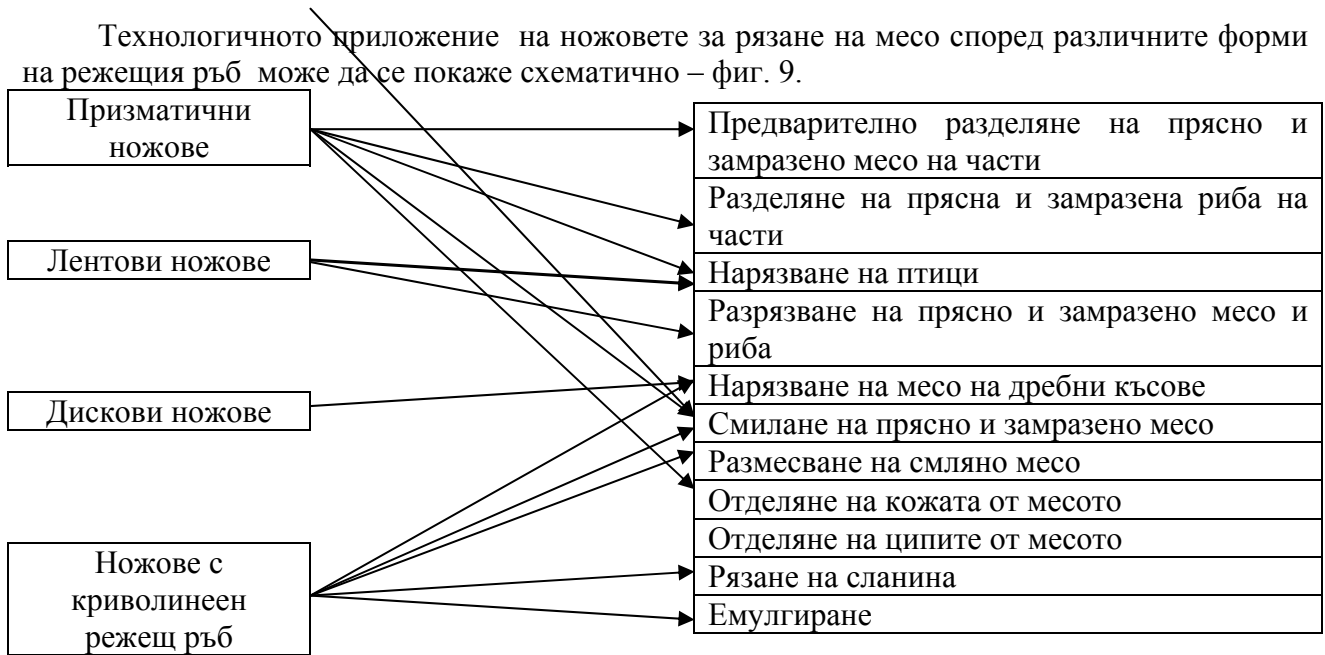 Технологичното приложение на ножовете за рязане на месо според различните форми
на режещия ръб може да се покаже схематично – фиг. 9.
Призматични
ножове
Лентови ножове
Дискови ножове
Ножове с
криволинеен
режещ ръб
Предварително разделяне на прясно и
замразено месо на части
Разделяне на прясна и замразена риба на
части
Нарязване на птици
Разрязване на прясно и замразено месо и
риба
Нарязване на месо на дребни късове
Смилане на прясно и замразено месо
Размесване на смляно месо
Отделяне на кожата от месото
Отделяне на ципите от месото
Рязане на сланина
Емулгиране